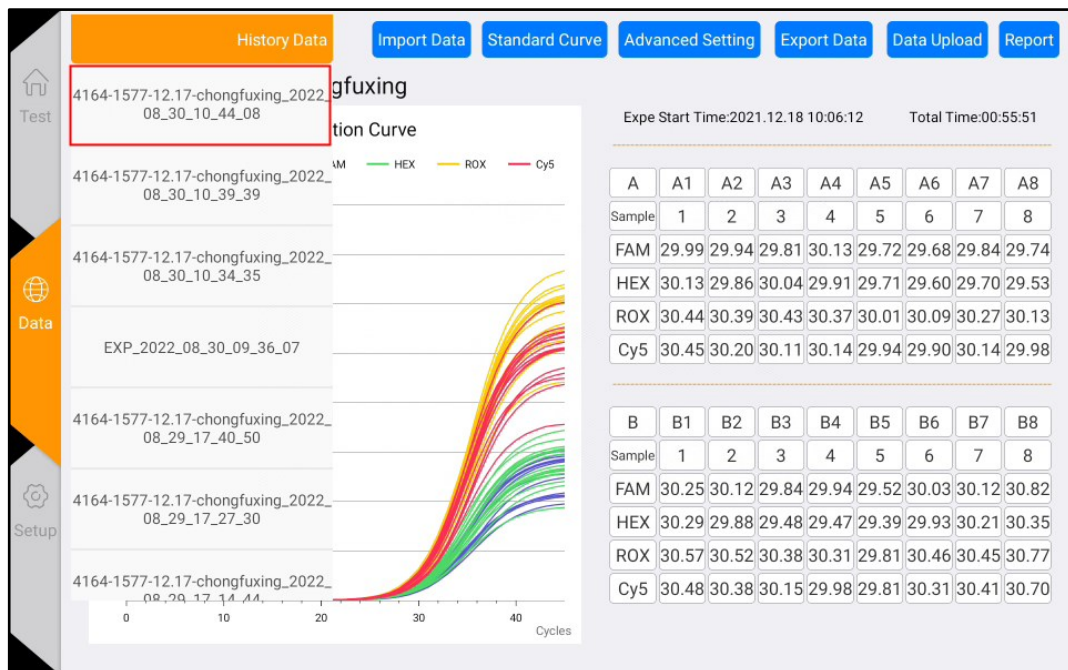 History Data
Import Data
Standard Curve
Advanced Setting
Export Data
Data Upload
Report
Test
Data
Setup
4164-1577-12.17-chongfuxing_2022_
08_30_10_44_08
4164-1577-12.17-chongfuxing_2022_
08_30_10_39_39
4164-1577-12.17-chongfuxing_2022_
08_30_10_34_35
EXP_2022_08_30_09_36_07
4164-1577-12.17-chongfuxing_2022_
08_29_17_40_50
4164-1577-12.17-chongfuxing_2022_
08_29_17_27_30
4164-1577-12.17-chongfuxing_2022_
08_29_17_14_44
gfuxing
tion Curve
AM HEX ROX Cy5
0 10 20 30 40
Cycles
Expe Start Time:2021.12.18 10:06:12 Total Time:00:55:51
A A1 A2 A3 A4 A5 A6 A7 A8
Sample 1 2 3 4 5 6 7 8
FAM 29.99 29.94 29.81 30.13 29.72 29.68 29.84 29.74
HEX 30.13 29.86 30.04 29.91 29.71 29.60 29.70 29.53
ROX 30.44 30.39 30.43 30.37 30.01 30.09 30.27 30.13
Cy5 30.45 30.20 30.11 30.14 29.94 29.90 30.14 29.98
B B1 B2 B3 B4 B5 B6 B7 B8
Sample 1 2 3 4 5 6 7 8
FAM 30.25 30.12 29.84 29.94 29.52 30.03 30.12 30.82
HEX 30.29 29.88 29.48 29.47 29.39 29.93 30.21 30.35
ROX 30.57 30.52 30.38 30.31 29.81 30.46 30.45 30.77
Cy5 30.48 30.38 30.15 29.98 29.81 30.31 30.41 30.70